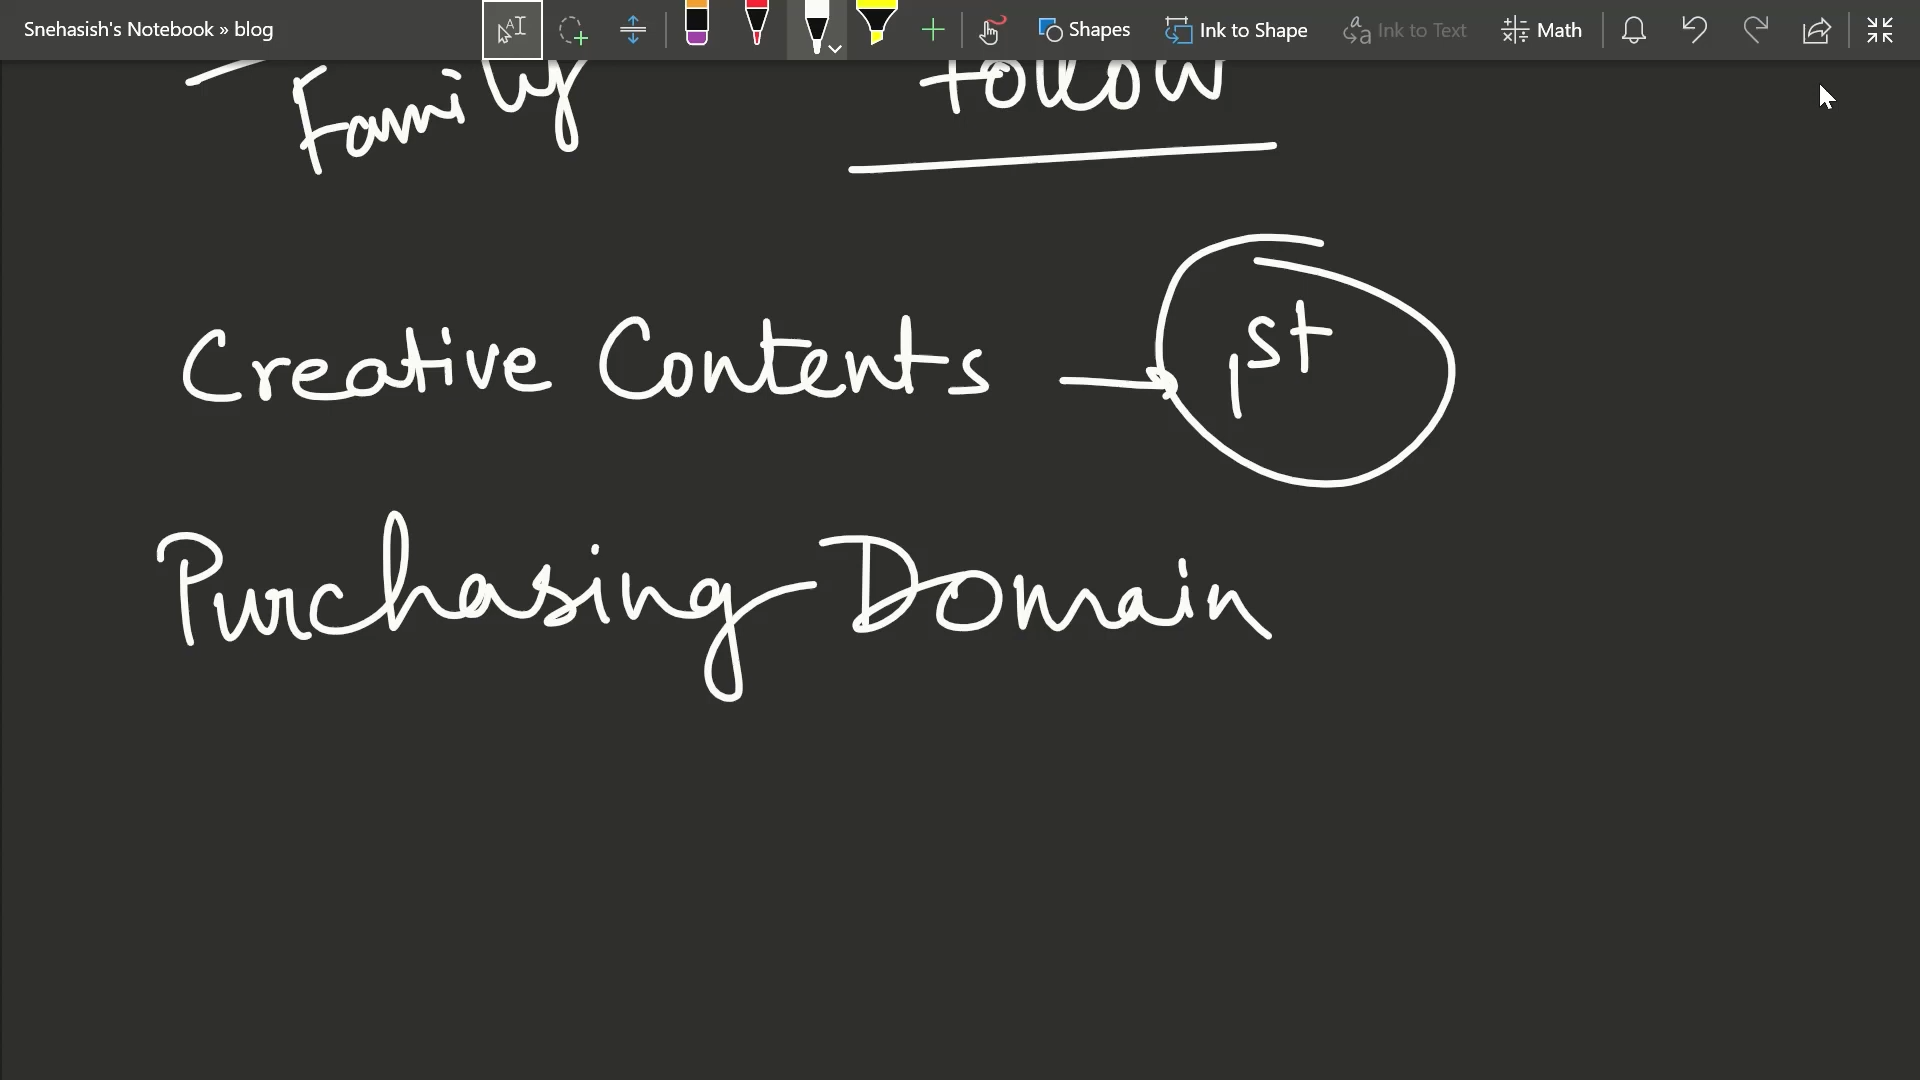 Snehasish's Notebook » blog
Shapes Ink to Shape Ink to Text Math
Family follow
Creative Contents → 1st
Purchasing Domain